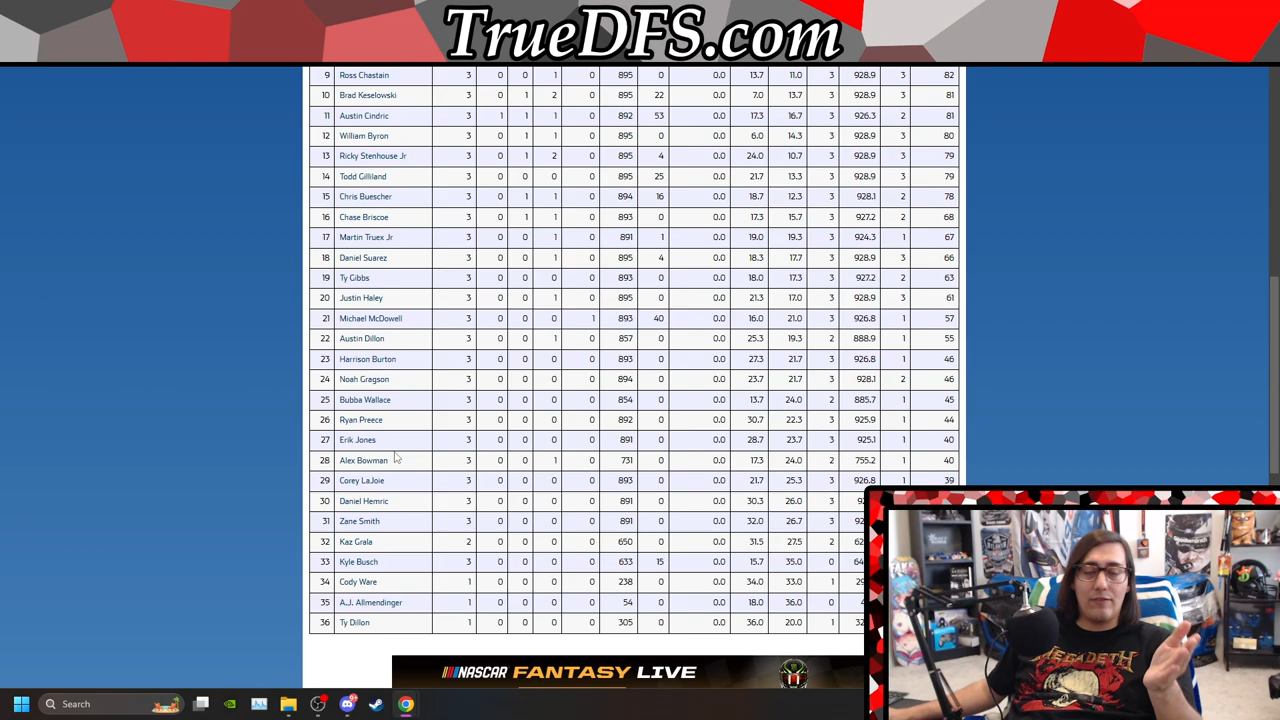 TrueDFS.com
9 Ross Chastain 3 0 0 1 0 895 0 0.0 13.7 11.0 3 928.9 3 82
10 Brad Keselowski 3 0 1 2 0 895 22 0.0 7.0 13.7 3 928.9 3 81
11 Austin Cindric 3 1 1 1 0 892 53 0.0 17.3 16.7 3 926.3 2 81
12 William Byron 3 0 1 1 0 895 0 0.0 6.0 14.3 3 928.9 3 80
13 Ricky Stenhouse Jr 3 0 1 2 0 895 4 0.0 24.0 10.7 3 928.9 3 79
14 Todd Gilliland 3 0 0 0 0 895 25 0.0 21.7 13.3 3 928.9 3 79
15 Chris Buescher 3 0 1 1 0 894 16 0.0 18.7 12.3 3 928.1 2 78
16 Chase Briscoe 3 0 1 1 0 893 0 0.0 17.3 15.7 3 927.2 2 68
17 Martin Truex Jr 3 0 0 1 0 891 1 0.0 19.0 19.3 3 924.3 1 67
18 Daniel Suarez 3 0 0 1 0 895 4 0.0 18.3 17.7 3 928.9 3 66
19 Ty Gibbs 3 0 0 0 0 893 0 0.0 18.0 17.3 3 927.2 2 63
20 Justin Haley 3 0 0 1 0 895 0 0.0 21.3 17.0 3 928.9 3 61
21 Michael McDowell 3 0 0 0 1 893 40 0.0 16.0 21.0 3 926.8 1 57
22 Austin Dillon 3 0 0 1 0 857 0 0.0 25.3 19.3 2 888.9 1 55
23 Harrison Burton 3 0 0 0 0 893 0 0.0 27.3 21.7 3 926.8 1 46
24 Noah Gragson 3 0 0 0 0 894 0 0.0 23.7 21.7 3 928.1 2 46
25 Bubba Wallace 3 0 0 0 0 854 0 0.0 13.7 24.0 2 885.7 1 45
26 Ryan Preece 3 0 0 0 0 892 0 0.0 30.7 22.3 3 925.9 1 44
27 Erik Jones 3 0 0 0 0 891 0 0.0 28.7 23.7 3 925.1 1 40
28 Alex Bowman 3 0 0 1 0 731 0 0.0 17.3 24.0 2 755.2 1 40
29 Corey LaJoie 3 0 0 0 0 893 0 0.0 21.7 25.3 3 926.8 1 39
30 Daniel Hemric 3 0 0 0 0 891 0 0.0 30.3 26.0 3
31 Zane Smith 3 0 0 0 0 891 0 0.0 32.0 26.7 3
32 Kaz Grala 2 0 0 0 0 650 0 0.0 31.5 27.5 2
33 Kyle Busch 3 0 0 0 0 633 15 0.0 15.7 35.0 0
34 Cody Ware 1 0 0 0 0 238 0 0.0 34.0 33.0 1
35 A.J. Allmendinger 1 0 0 0 0 54 0 0.0 18.0 36.0 0
36 Ty Dillon 1 0 0 0 0 305 0 0.0 36.0 20.0 1
NASCAR FANTASY LIVE
MEGADETH
Search